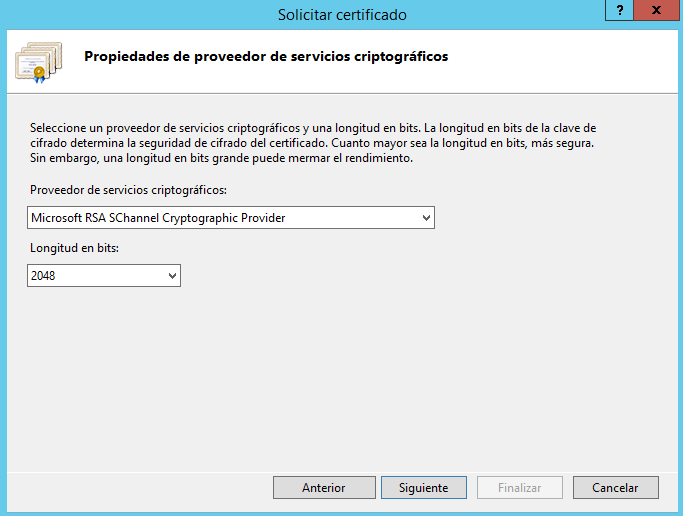 Solicitar certificado
?
X
Propiedades de proveedor de servicios criptográficos
Seleccione un proveedor de servicios criptográficos y una longitud en bits. La longitud en bits de la clave de
cifrado determina la seguridad de cifrado del certificado. Cuanto mayor sea la longitud en bits, más segura.
Sin embargo, una longitud en bits grande puede mermar el rendimiento.
Proveedor de servicios criptográficos:
Microsoft RSA SChannel Cryptographic Provider
Longitud en bits:
2048
Anterior
Siguiente
Finalizar
Cancelar